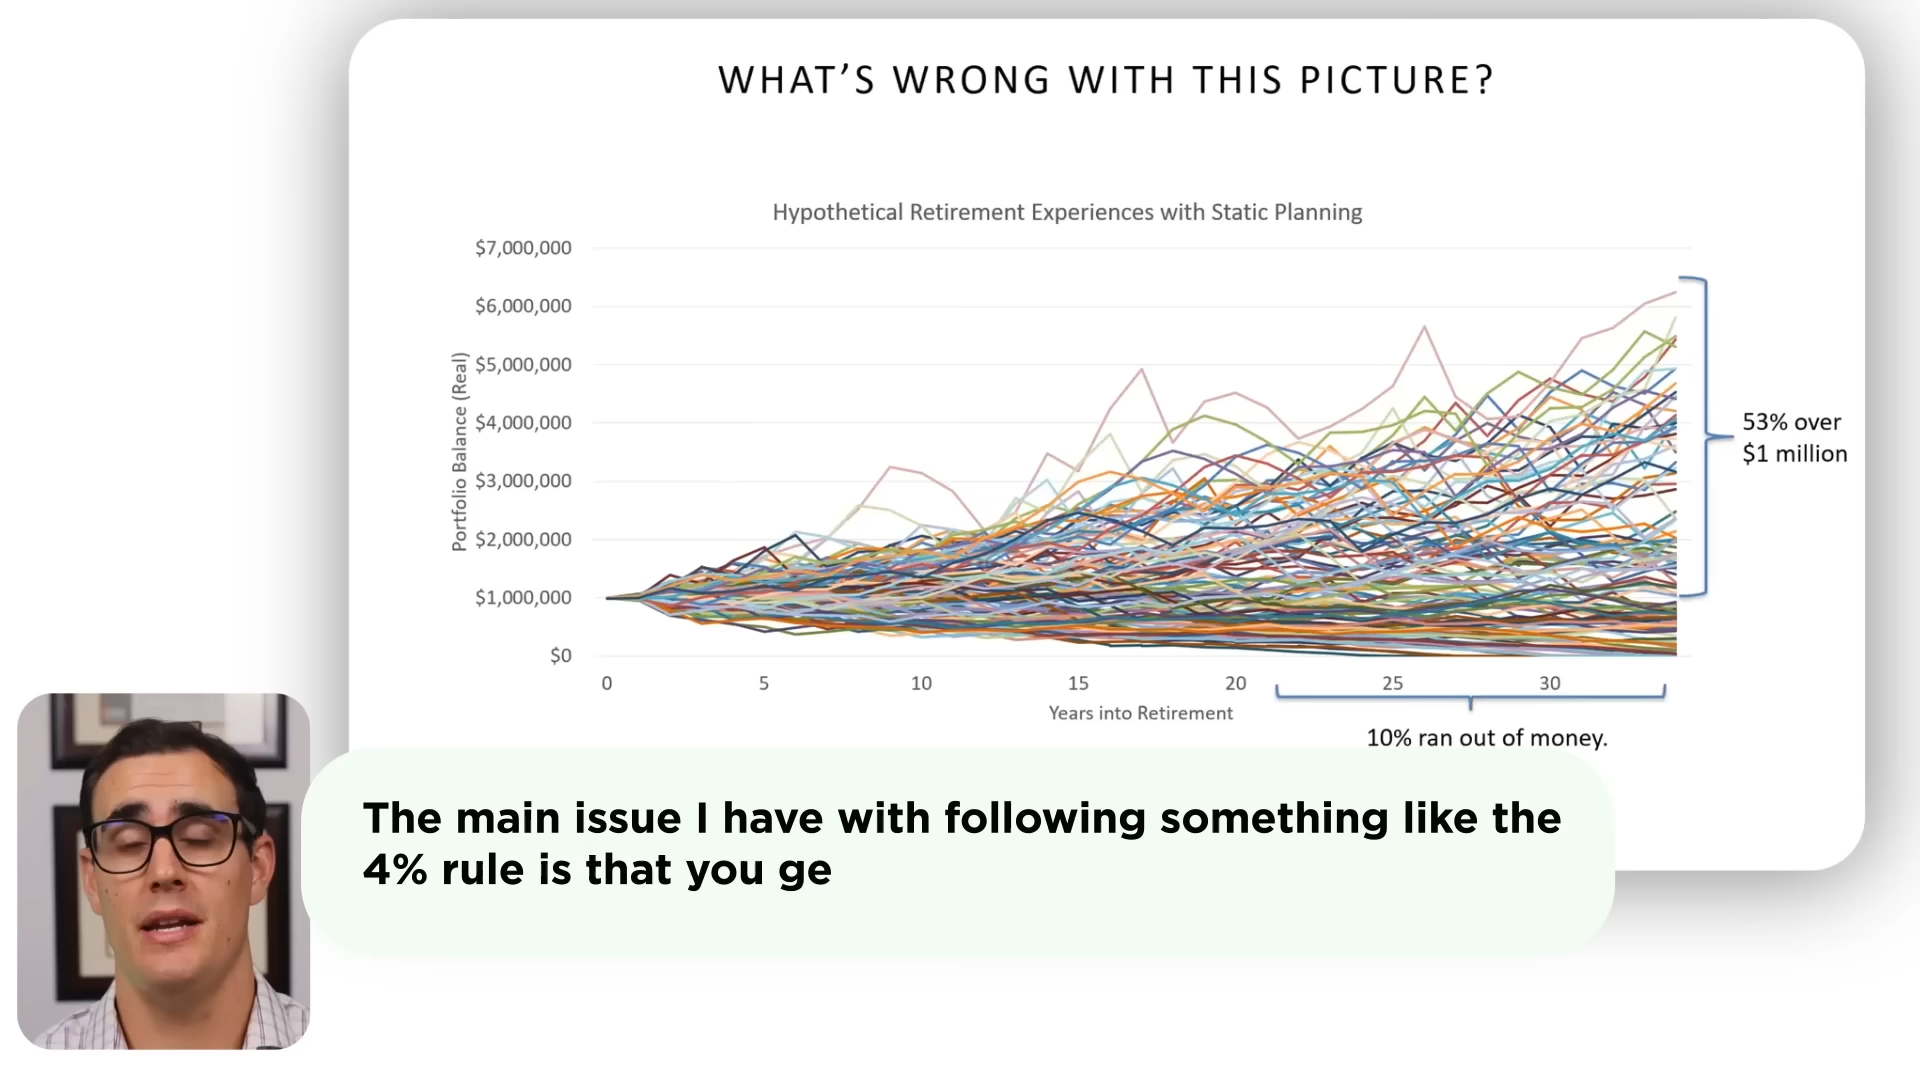 WHAT’S WRONG WITH THIS PICTURE?
Hypothetical Retirement Experiences with Static Planning
Portfolio Balance (Real)
$7,000,000
$6,000,000
$5,000,000
$4,000,000
$3,000,000
$2,000,000
$1,000,000
$0
0 5 10 15 20 25 30
Years into Retirement
53% over
$1 million
10% ran out of money.
The main issue I have with following something like the
4% rule is that you ge